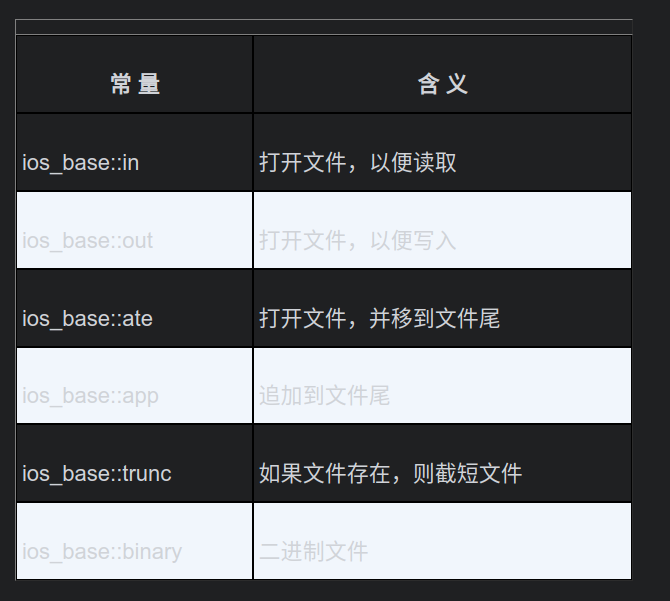 常 量 含 义
ios_base::in 打开文件，以便读取
ios_base::out 打开文件，以便写入
ios_base::ate 打开文件，并移到文件尾
ios_base::app 追加到文件尾
ios_base::trunc 如果文件存在，则截短文件
ios_base::binary 二进制文件